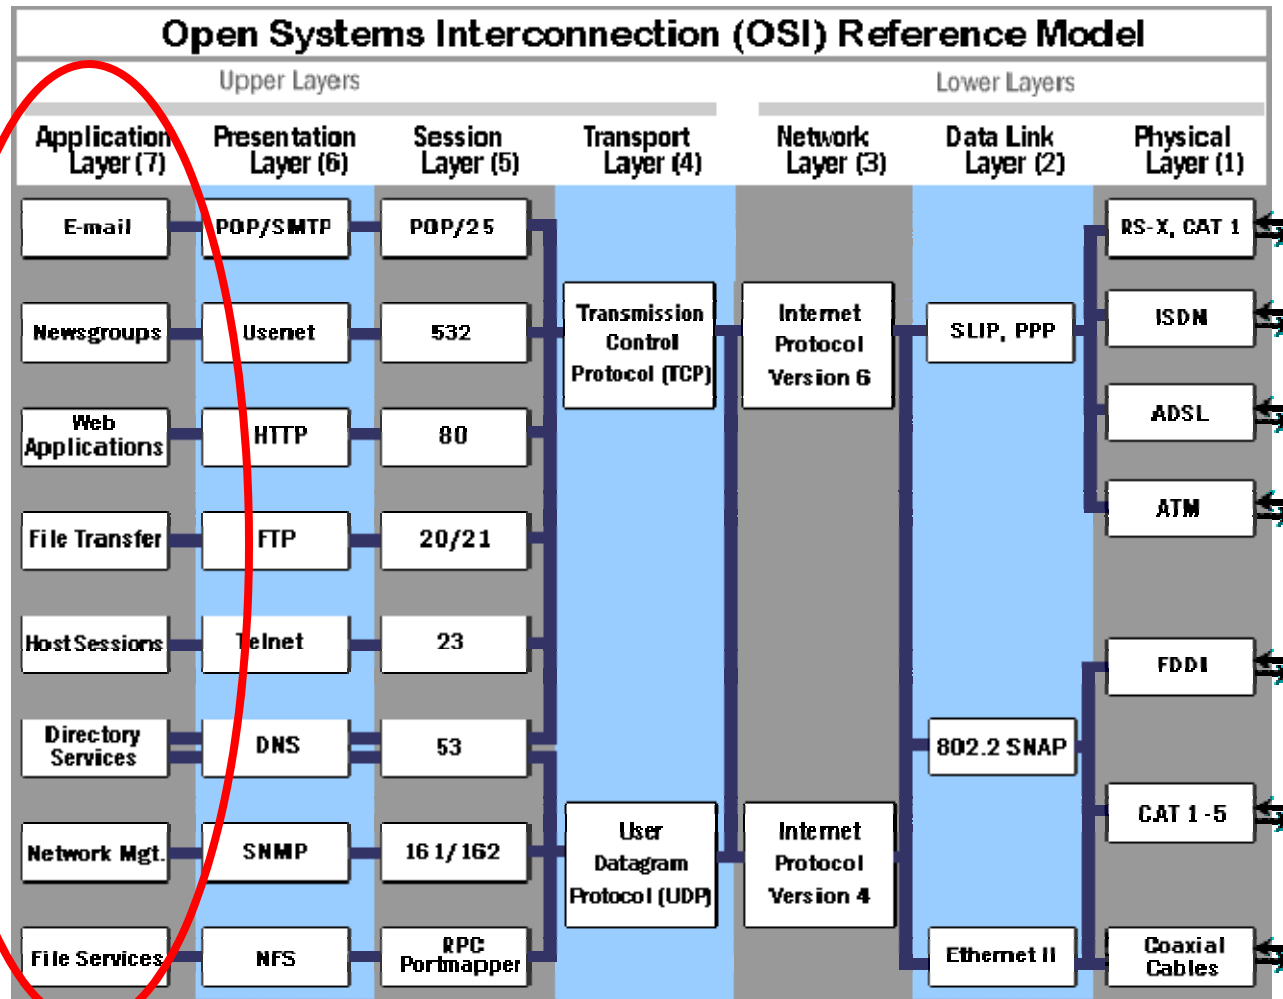 Open Systems Interconnection (OSI) Reference Model
Upper Layers
Lower Layers
Application
Layer (7)
Presentation
Layer (6)
Session
Layer (5)
Transport
Layer (4)
Network
Layer (3)
Data Link
Layer (2)
Physical
Layer (1)
E-mail
POP/SMTP
POP/25
RS-X, CAT 1
Newsgroups
Usenet
532
Transmission
Control
Protocol (TCP)
Internet
Protocol
Version 6
SLIP, PPP
ISDN
Web
Applications
HTTP
80
ADSL
File Transfer
FTP
20/21
ATM
Host Sessions
Telnet
23
FDDI
Directory
Services
DNS
53
802.2 SNAP
Network Mgt.
SNMP
161/162
User
Datagram
Protocol (UDP)
Internet
Protocol
Version 4
CAT 1-5
File Services
NFS
RPC
Portmapper
Ethernet II
Coaxial
Cables